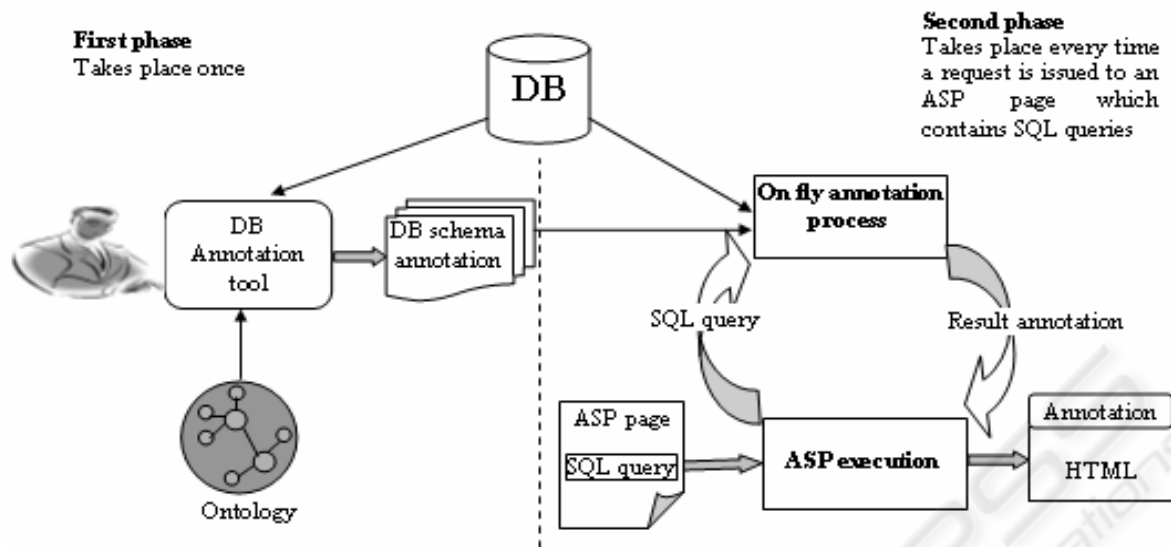 First phase
Takes place once
DB
Second phase
Takes place every time
a request is issued to an
ASP page which
contains SQL queries
DB
Annotation
tool
DB schema
annotation
On fly annotation
process
SQL query
Result annotation
Ontology
ASP page
SQL query
ASP execution
Annotation
HTML